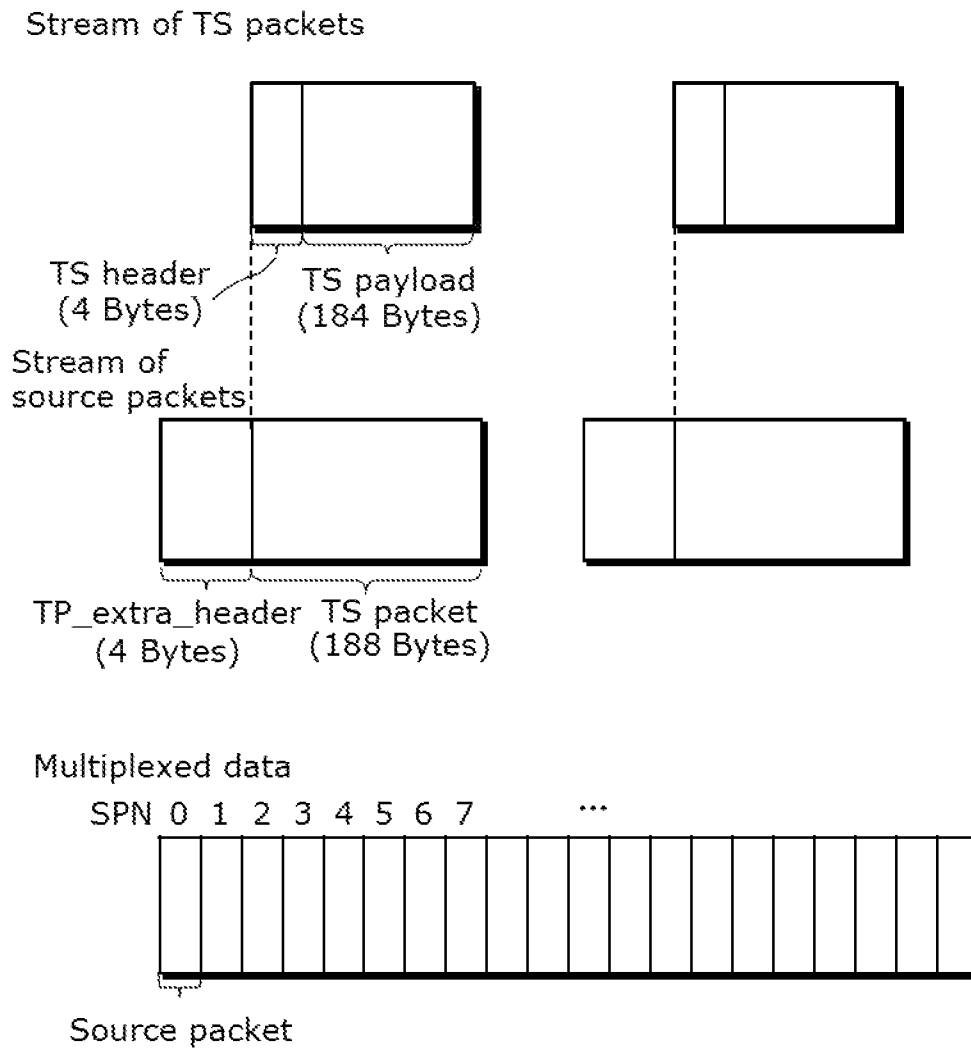 Stream of TS packets
TS header
(4 Bytes)
TS payload
(184 Bytes)
Stream of
source packets
TP_extra_header
(4 Bytes)
TS packet
(188 Bytes)
Multiplexed data
SPN 0 1 2 3 4 5 6 7 ...
Source packet